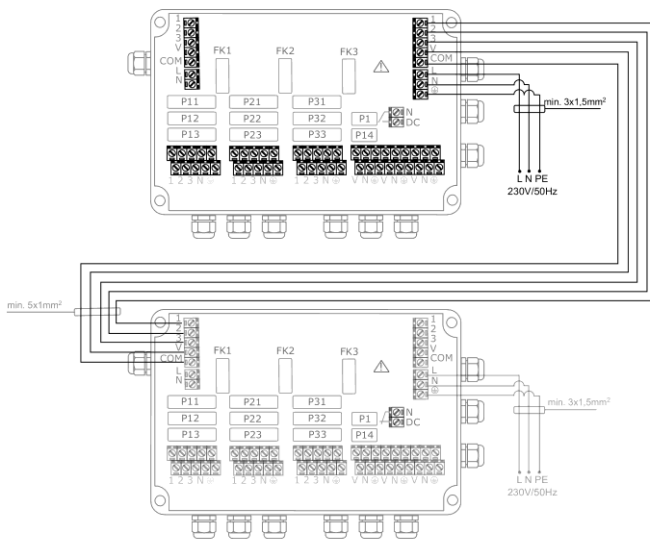 1
2
3
V
COM
L
N
FK1 FK2 FK3
1
2
3
V
COM
L
N
P11 P21 P31
P12 P22 P32 P1
P13 P23 P33 P14
N
DC
min. 3x1,5mm²
1 2 3 N
1 2 3 N
1 2 3 N
V N V N V N
L N PE
230V/50Hz
min. 5x1mm²
1
2
3
V
COM
L
N
FK1 FK2 FK3
1
2
3
V
COM
L
N
P11 P21 P31
P12 P22 P32 P1
P13 P23 P33 P14
N
DC
min. 3x1,5mm²
1 2 3 N
1 2 3 N
1 2 3 N
V N V N V N
L N PE
230V/50Hz